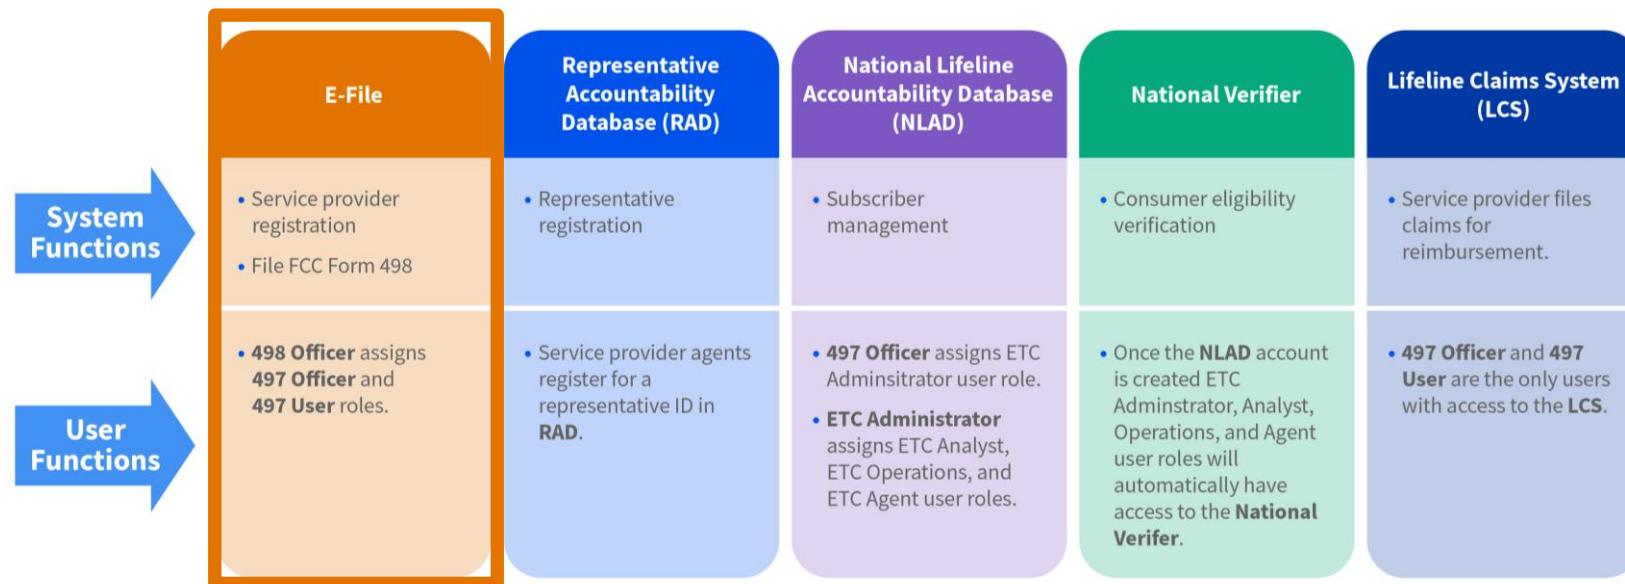 E-File
Representative
Accountability
Database (RAD)
National Lifeline
Accountability Database
(NLAD)
National Verifier
Lifeline Claims System
(LCS)
System
Functions
• Service provider
registration
• File FCC Form 498
• Representative
registration
• Subscriber
management
• Consumer eligibility
verification
• Service provider files
claims for
reimbursement.
User
Functions
• 498 Officer assigns
497 Officer and
497 User roles.
• Service provider agents
register for a
representative ID in
RAD.
• 497 Officer assigns ETC
Adminsitrator user role.
• ETC Administrator
assigns ETC Analyst,
ETC Operations, and
ETC Agent user roles.
• Once the NLAD account
is created ETC
Adminstrator, Analyst,
Operations, and Agent
user roles will
automatically have
access to the National
Verifer.
• 497 Officer and 497
User are the only users
with access to the LCS.